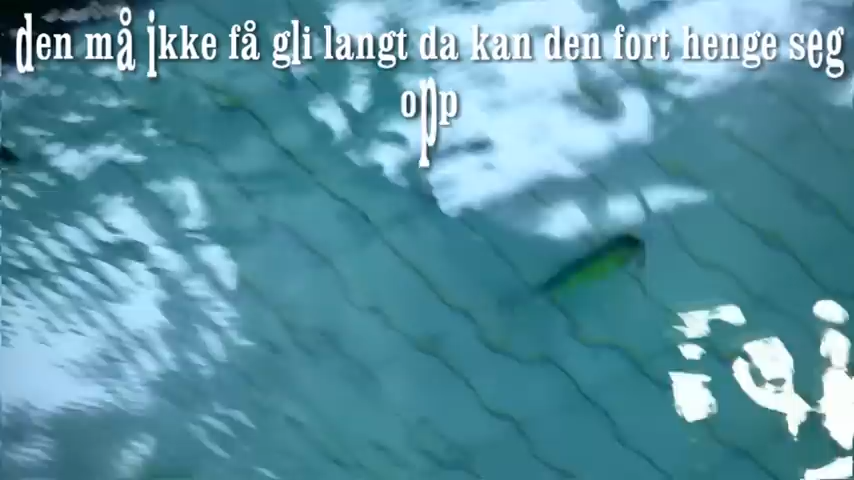 den må ikke få gli langt da kan den fort henge seg
opp